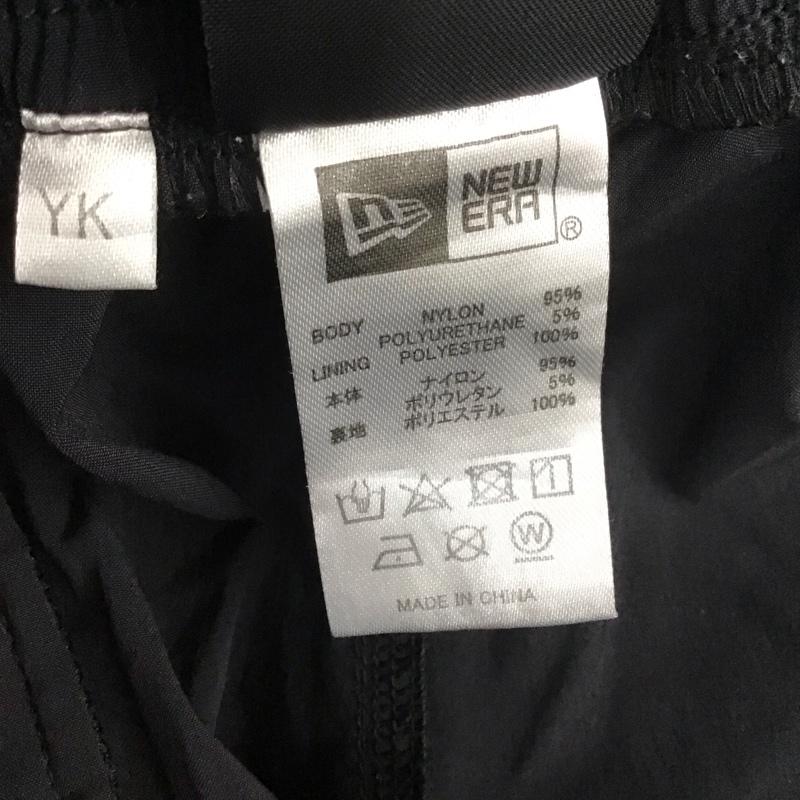 YK
NEW
ERA
®
BODY NYLON 95%
POLYURETHANE 5%
LINING POLYESTER 100%
本体 ナイロン 95%
ポリウレタン 5%
裏地 ポリエステル 100%
W
MADE IN CHINA